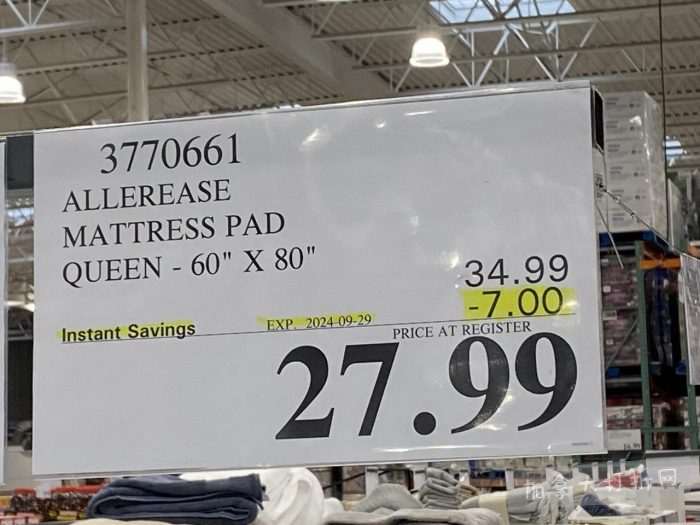 3770661
ALLEREASE
MATTRESS PAD
QUEEN - 60" X 80"
34.99
-7.00
Instant Savings EXP. 2024-09-29
PRICE AT REGISTER
27.99